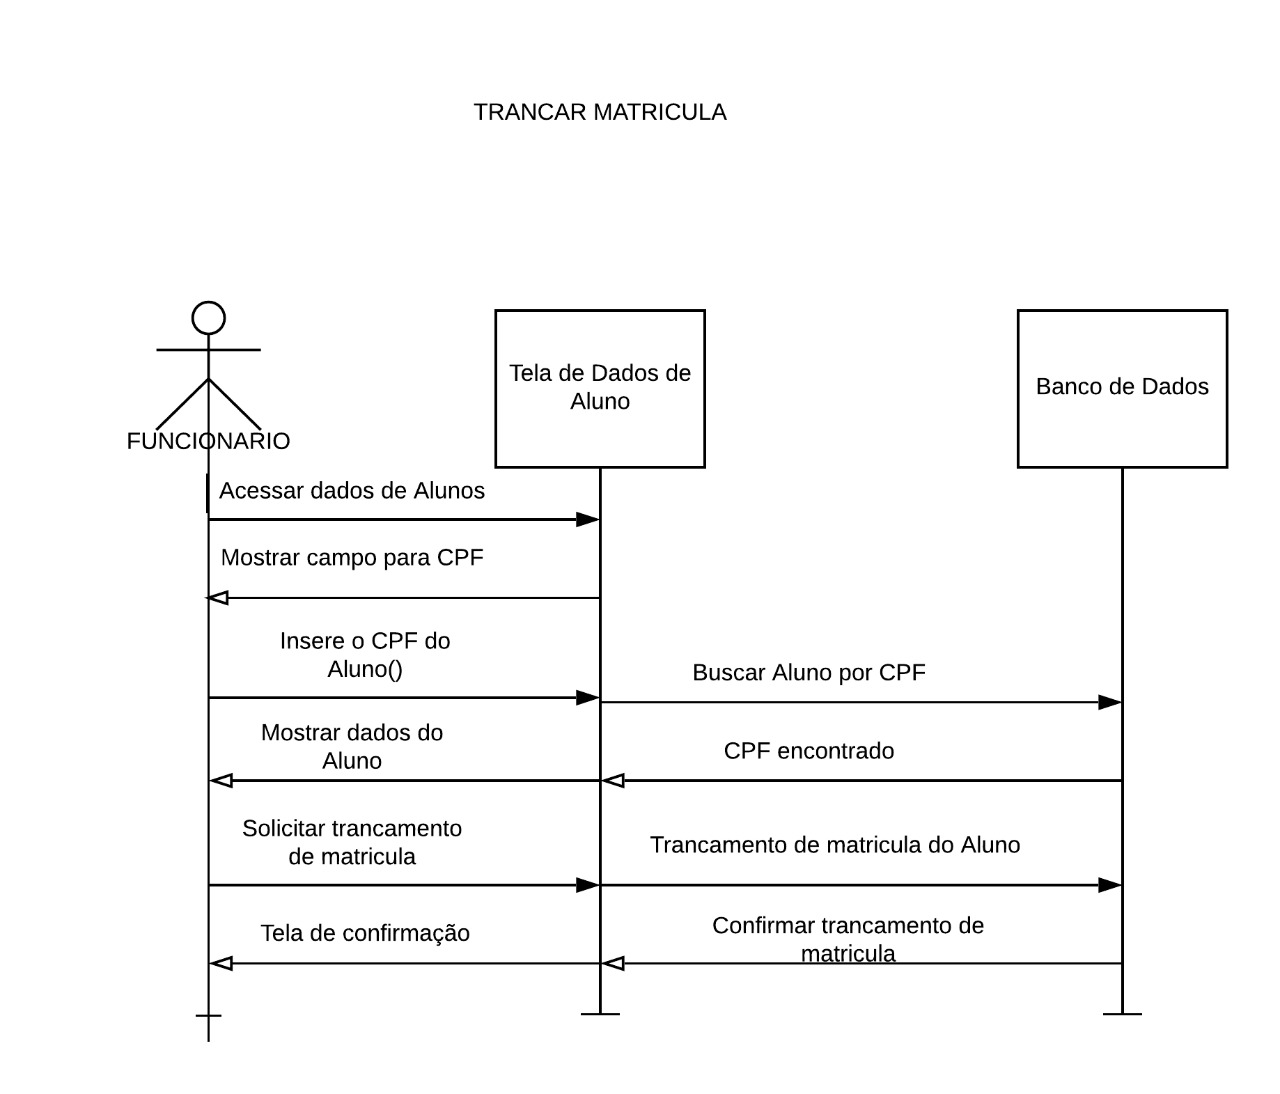 TRANCAR MATRICULA
Tela de Dados de
Aluno
Banco de Dados
FUNCIONARIO
Acessar dados de Alunos
Mostrar campo para CPF
Insere o CPF do
Aluno()
Buscar Aluno por CPF
Mostrar dados do
Aluno
CPF encontrado
Solicitar trancamento
de matricula
Trancamento de matricula do Aluno
Tela de confirmação
Confirmar trancamento de
matricula